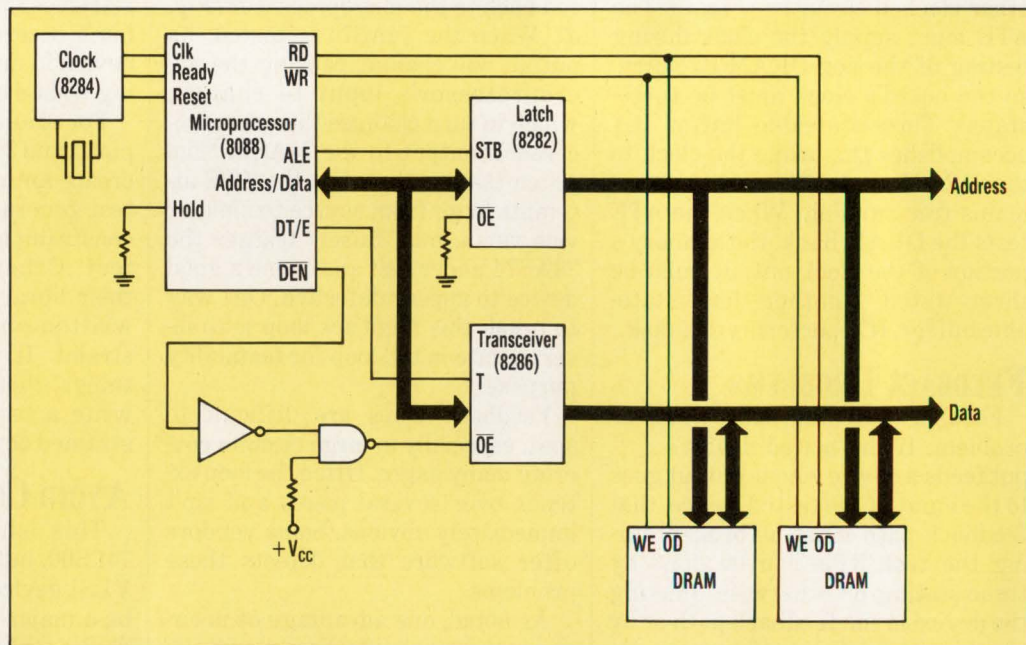 Clock
(8284)
Clk
Ready
Reset
Hold
Microprocessor
(8088)
RD
WR
ALE
Address/Data
DT/E
DEN
Latch
(8282)
STB
OE
Address
Transceiver
(8286)
T
OE
Data
+VCC
WE OD
DRAM
WE OD
DRAM